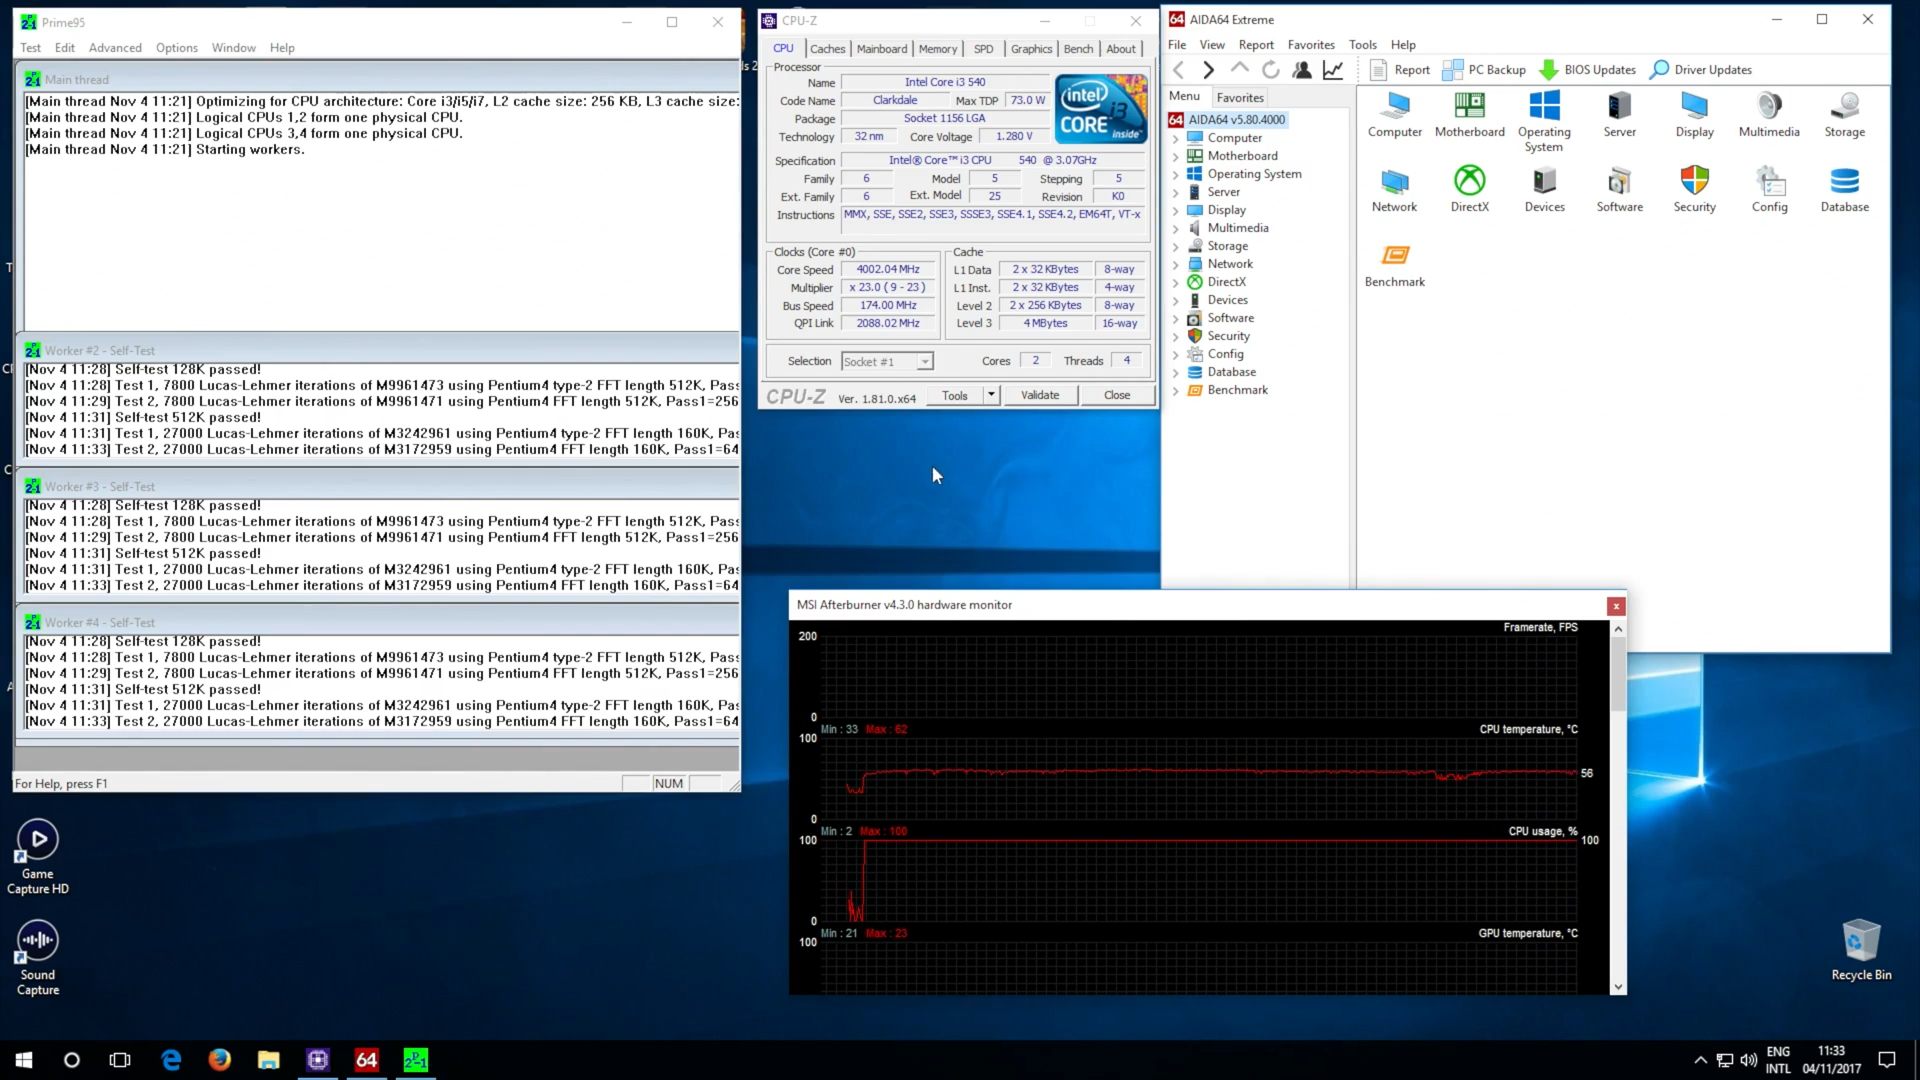 Prime95
Test Edit Advanced Options Window Help
Main thread
[Main thread Nov 4 11:21] Optimizing for CPU architecture: Core i3/i5/i7, L2 cache size: 256 KB, L3 cache size:
[Main thread Nov 4 11:21] Logical CPUs 1,2 form one physical CPU.
[Main thread Nov 4 11:21] Logical CPUs 3,4 form one physical CPU.
[Main thread Nov 4 11:21] Starting workers.
Worker #2 - Self-Test
[Nov 4 11:28] Self-test 128K passed!
[Nov 4 11:28] Test 1, 7800 Lucas-Lehmer iterations of M9961473 using Pentium4 type-2 FFT length 512K, Pass
[Nov 4 11:29] Test 2, 7800 Lucas-Lehmer iterations of M9961471 using Pentium4 FFT length 512K, Pass1=256
[Nov 4 11:31] Self-test 512K passed!
[Nov 4 11:31] Test 1, 27000 Lucas-Lehmer iterations of M3242961 using Pentium4 type-2 FFT length 160K, Pa
[Nov 4 11:33] Test 2, 27000 Lucas-Lehmer iterations of M3172959 using Pentium4 FFT length 160K, Pass1=64
Worker #3 - Self-Test
[Nov 4 11:28] Self-test 128K passed!
[Nov 4 11:28] Test 1, 7800 Lucas-Lehmer iterations of M9961473 using Pentium4 type-2 FFT length 512K, Pass
[Nov 4 11:29] Test 2, 7800 Lucas-Lehmer iterations of M9961471 using Pentium4 FFT length 512K, Pass1=256
[Nov 4 11:31] Self-test 512K passed!
[Nov 4 11:31] Test 1, 27000 Lucas-Lehmer iterations of M3242961 using Pentium4 type-2 FFT length 160K, Pa
[Nov 4 11:33] Test 2, 27000 Lucas-Lehmer iterations of M3172959 using Pentium4 FFT length 160K, Pass1=64
Worker #4 - Self-Test
[Nov 4 11:28] Self-test 128K passed!
[Nov 4 11:28] Test 1, 7800 Lucas-Lehmer iterations of M9961473 using Pentium4 type-2 FFT length 512K, Pass
[Nov 4 11:29] Test 2, 7800 Lucas-Lehmer iterations of M9961471 using Pentium4 FFT length 512K, Pass1=256
[Nov 4 11:31] Self-test 512K passed!
[Nov 4 11:31] Test 1, 27000 Lucas-Lehmer iterations of M3242961 using Pentium4 type-2 FFT length 160K, Pa
[Nov 4 11:33] Test 2, 27000 Lucas-Lehmer iterations of M3172959 using Pentium4 FFT length 160K, Pass1=64
For Help, press F1 NUM
CPU-Z
CPU Caches Mainboard Memory SPD Graphics Bench About
Processor
Name Intel Core i3 540
Code Name Clarkdale Max TDP 73.0 W
Package Socket 1156 LGA
Technology 32 nm Core Voltage 1.280 V
intel CORE i3 inside™
Specification Intel® Core™ i3 CPU 540 @ 3.07GHz
Family 6 Model 5 Stepping 5
Ext. Family 6 Ext. Model 25 Revision K0
Instructions MMX, SSE, SSE2, SSE3, SSSE3, SSE4.1, SSE4.2, EM64T, VT-x
Clocks (Core #0) Cache
Core Speed 4002.04 MHz L1 Data 2 x 32 KBytes 8-way
Multiplier x 23.0 ( 9 - 23 ) L1 Inst. 2 x 32 KBytes 4-way
Bus Speed 174.00 MHz Level 2 2 x 256 KBytes 8-way
QPI Link 2088.02 MHz Level 3 4 MBytes 16-way
Selection Socket #1 Cores 2 Threads 4
CPU-Z Ver. 1.81.0.x64 Tools Validate Close
64 AIDA64 Extreme
File View Report Favorites Tools Help
Report PC Backup BIOS Updates Driver Updates
Menu Favorites
64 AIDA64 v5.80.4000
Computer
Motherboard
Operating System
Server
Display
Multimedia
Storage
Network
DirectX
Devices
Software
Security
Config
Database
Benchmark
Computer Motherboard Operating System Server Display Multimedia Storage
Network DirectX Devices Software Security Config Database
Benchmark
MSI Afterburner v4.3.0 hardware monitor
Framerate, FPS
200
0
Min : 33 Max : 62 CPU temperature, °C
100
56
0
Min : 2 Max : 100 CPU usage, %
100 100
0
Min : 21 Max : 23 GPU temperature, °C
100
Game Capture HD
Sound Capture
Recycle Bin
64
ENG INTL
11:33
04/11/2017